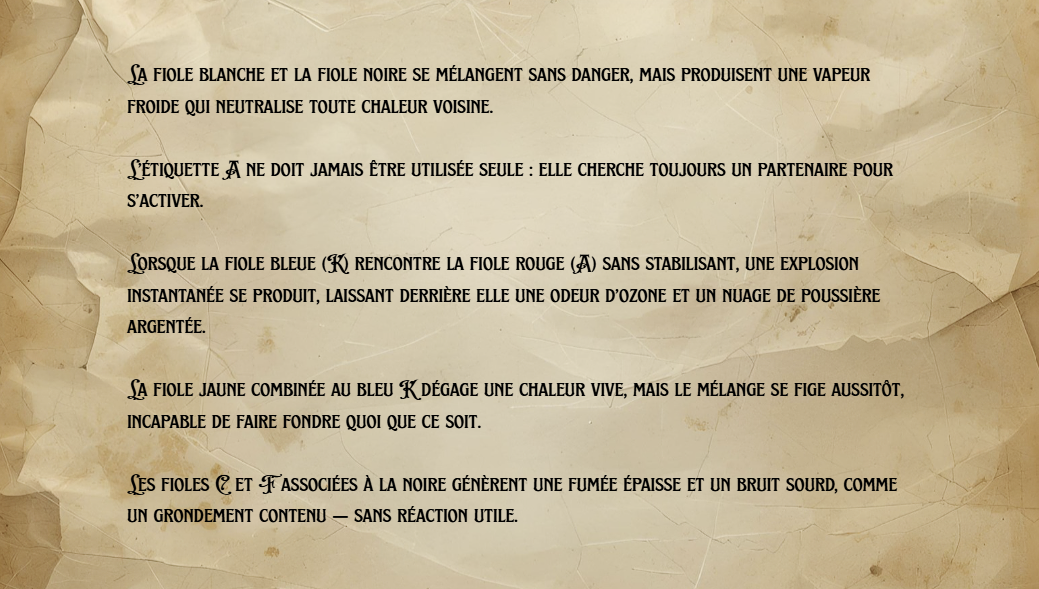 La fiole blanche et la fiole noire se mélangent sans danger, mais produisent une vapeur
froide qui neutralise toute chaleur voisine.
L'étiquette A ne doit jamais être utilisée seule : elle cherche toujours un partenaire pour
s'activer.
Lorsque la fiole bleue (K) rencontre la fiole rouge (A) sans stabilisant, une explosion
instantanée se produit, laissant derrière elle une odeur d'ozone et un nuage de poussière
argentée.
La fiole jaune combinée au bleu K dégage une chaleur vive, mais le mélange se fige aussitôt,
incapable de faire fondre quoi que ce soit.
Les fioles C et F associées à la noire génèrent une fumée épaisse et un bruit sourd, comme
un grondement contenu — sans réaction utile.